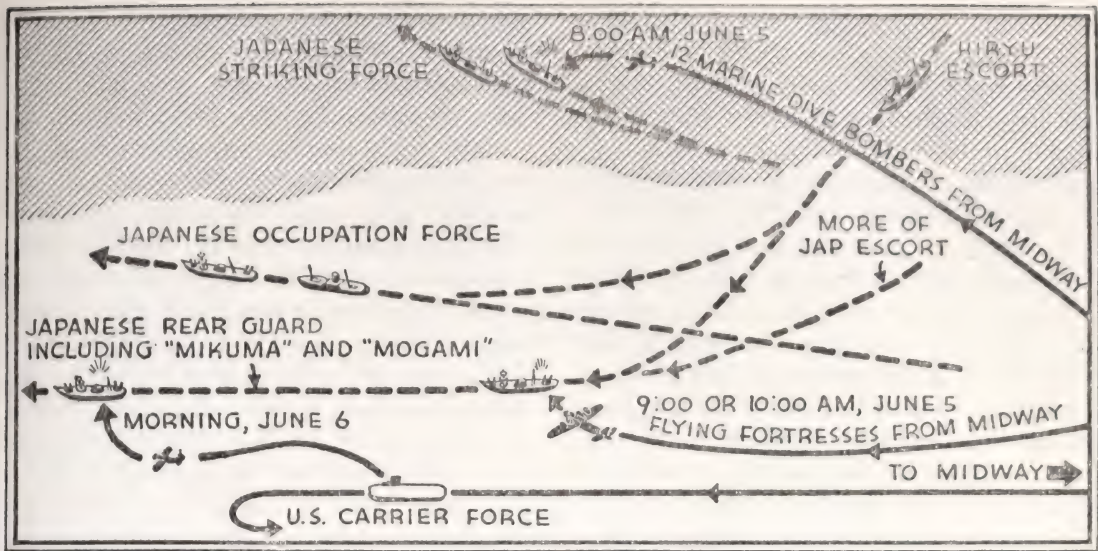 JAPANESE
STRIKING FORCE
8:00 AM JUNE 5
12 MARINE DIVE BOMBERS FROM MIDWAY
HIRYU
ESCORT
JAPANESE OCCUPATION FORCE
MORE OF
JAP ESCORT
JAPANESE REAR GUARD
INCLUDING "MIKUMA" AND "MOGAMI"
MORNING, JUNE 6
9:00 OR 10:00 AM, JUNE 5
FLYING FORTRESSES FROM MIDWAY
TO MIDWAY
U.S. CARRIER FORCE